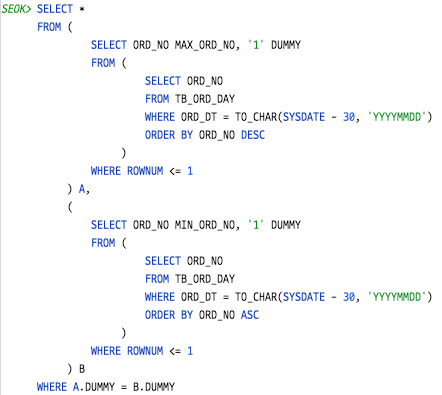 SEOK> SELECT *
FROM (
SELECT ORD_NO MAX_ORD_NO, '1' DUMMY
FROM (
SELECT ORD_NO
FROM TB_ORD_DAY
WHERE ORD_DT = TO_CHAR(SYSDATE - 30, 'YYYYMMDD')
ORDER BY ORD_NO DESC
)
WHERE ROWNUM <= 1
) A,
(
SELECT ORD_NO MIN_ORD_NO, '1' DUMMY
FROM (
SELECT ORD_NO
FROM TB_ORD_DAY
WHERE ORD_DT = TO_CHAR(SYSDATE - 30, 'YYYYMMDD')
ORDER BY ORD_NO ASC
)
WHERE ROWNUM <= 1
) B
WHERE A.DUMMY = B.DUMMY